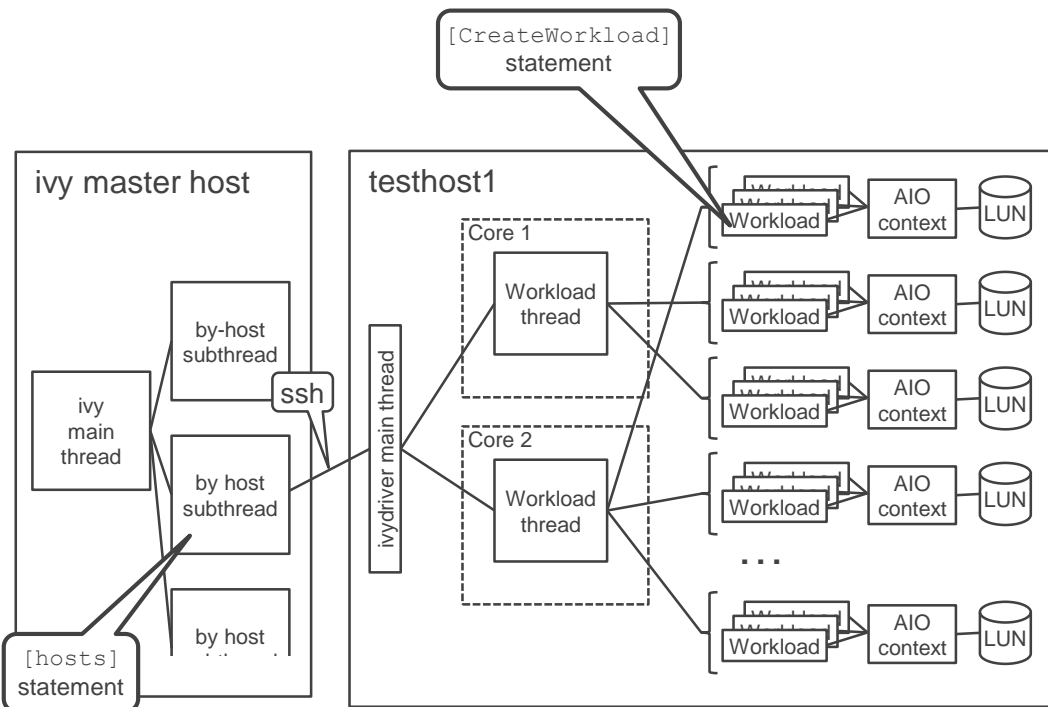 [CreateWorkload]
statement
ivy master host
testhost1
by-host
subthread
ivy
main
thread
by host
subthread
by host
[hosts]
statement
ssh
ivydriver main thread
Core 1
Workload
thread
Core 2
Workload
thread
Workload
AIO
context
LUN
Workload
AIO
context
LUN
Workload
AIO
context
LUN
Workload
AIO
context
LUN
...
Workload
AIO
context
LUN